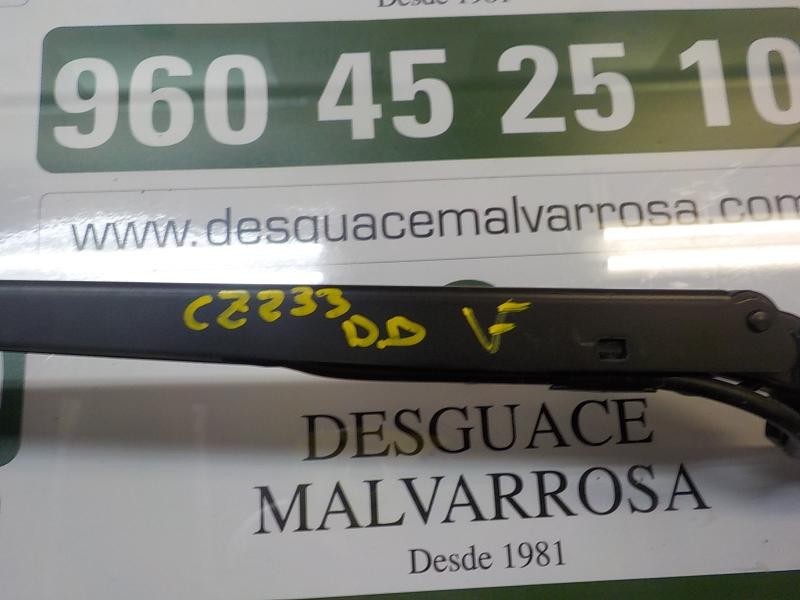 Desde 1981
960 45 25 10
www.desguacemalvarrosa.com
CZ233
D.D VF
DESGUACE
MALVARROSA
Desde 1981